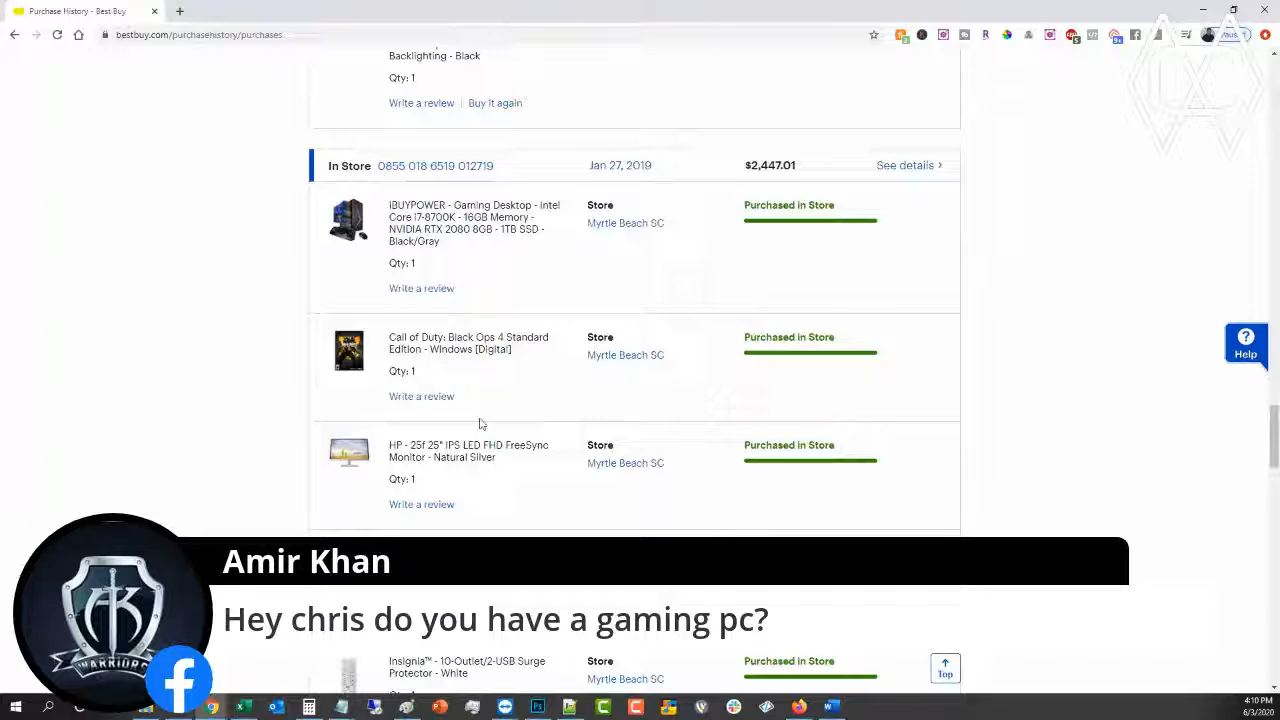 Purchase History - Best Buy
bestbuy.com/purchasehistory/purchases
Paused
Backlighting - Black
Qty: 1
Write a review | Buy it again
In Store 0855 018 6519 012719 Jan 27, 2019 $2,447.01 See details
iBUYPOWER - Gaming Desktop - Intel
Core i7-8700K - 16GB Memory -
NVIDIA RTX 2080 8GB - 1TB SSD -
Black/Gray
Store
Myrtle Beach SC
Purchased in Store
Qty: 1
Write a review
Call of Duty: Black Ops 4 Standard
Edition - Windows [Digital]
Store
Myrtle Beach SC
Purchased in Store
Qty: 1
Write a review
HP - 25f 25" IPS LED FHD FreeSync
Monitor - Natural Silver
Store
Myrtle Beach SC
Purchased in Store
Qty: 1
Write a review
Help
Amir Khan
Hey chris do you have a gaming pc?
AK
WARRIORS
Insignia™ - 10-Outlet/2-USB Surge
Protector - White
Store
Myrtle Beach SC
Purchased in Store
Top
4:10 PM
6/3/2020